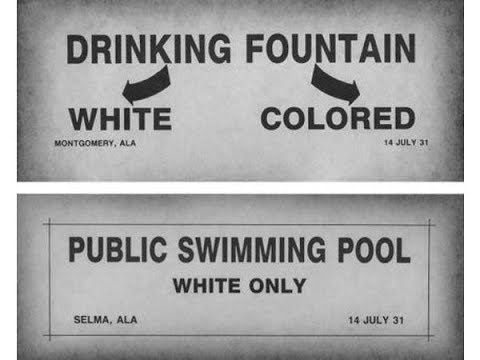 DRINKING FOUNTAIN
WHITE COLORED
MONTGOMERY, ALA 14 JULY 31
PUBLIC SWIMMING POOL
WHITE ONLY
SELMA, ALA 14 JULY 31